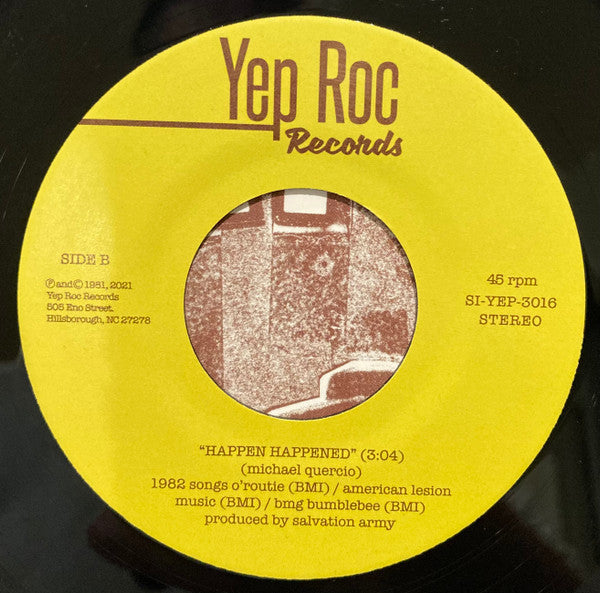 Yep Roc
Records
SIDE B
℗and© 1981, 2021
Yep Roc Records
505 Eno Street.
Hillsborough, NC 27278
45 rpm
SI-YEP-3016
STEREO
“HAPPEN HAPPENED” (3:04)
(michael quercio)
1982 songs o’routie (BMI) / american lesion
music (BMI) / bmg bumblebee (BMI)
produced by salvation army